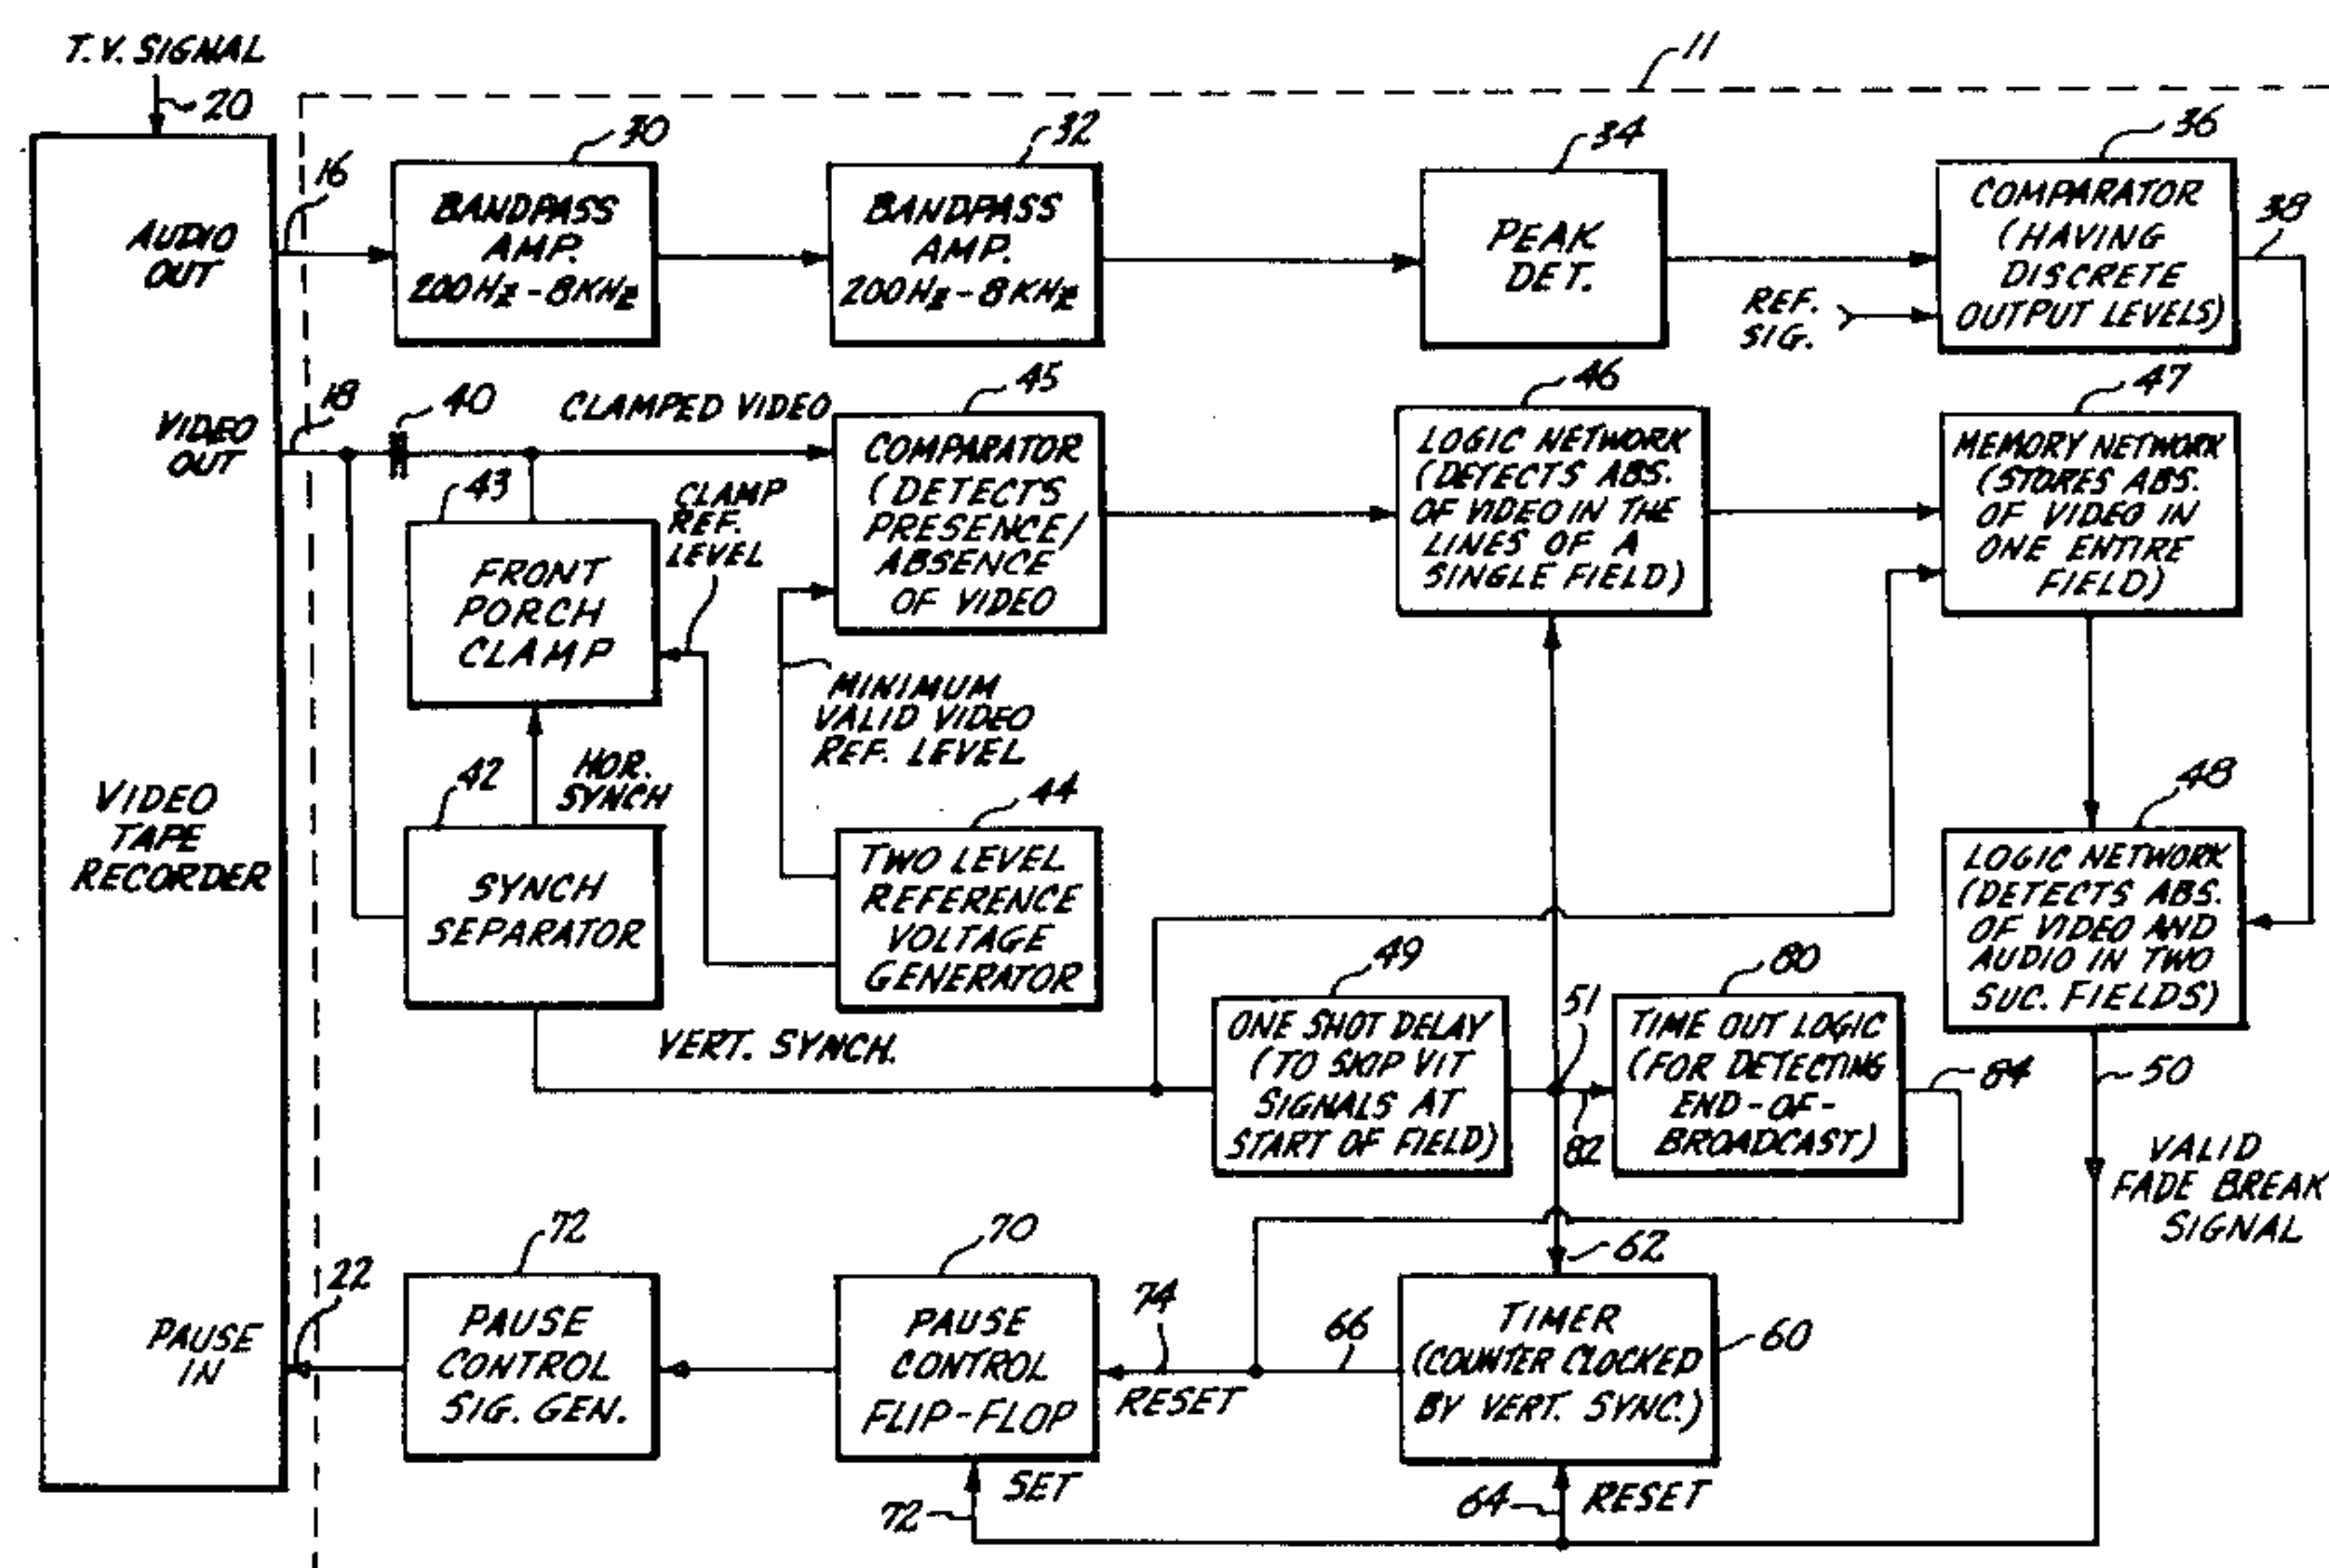 T.V. SIGNAL
20
11
AUDIO
OUT
16
30
BANDPASS
AMP.
200Hz-8KHz
32
BANDPASS
AMP.
200Hz-8KHz
34
PEAK
DET.
36
COMPARATOR
(HAVING
DISCRETE
OUTPUT LEVELS)
38
REF.
SIG.
VIDEO
OUT
18
40
CLAMPED VIDEO
43
FRONT
PORCH
CLAMP
CLAMP
REF.
LEVEL
45
COMPARATOR
(DETECTS
PRESENCE/
ABSENCE
OF VIDEO
46
LOGIC NETWORK
(DETECTS ABS.
OF VIDEO IN THE
LINES OF A
SINGLE FIELD)
47
MEMORY NETWORK
(STORES ABS.
OF VIDEO IN
ONE ENTIRE
FIELD)
MINIMUM
VALID VIDEO
REF. LEVEL
HOR.
SYNCH
VIDEO
TAPE
RECORDER
42
SYNCH
SEPARATOR
44
TWO LEVEL
REFERENCE
VOLTAGE
GENERATOR
48
LOGIC NETWORK
(DETECTS ABS.
OF VIDEO AND
AUDIO IN TWO
SUC. FIELDS)
VERT. SYNCH.
49
ONE SHOT DELAY
(TO SKIP VIT
SIGNALS AT
START OF FIELD)
51
82
80
TIME OUT LOGIC
(FOR DETECTING
END-OF-
BROADCAST)
84
50
VALID
FADE BREAK
SIGNAL
PAUSE
IN
22
72
PAUSE
CONTROL
SIG. GEN.
70
PAUSE
CONTROL
FLIP-FLOP
74
RESET
66
62
TIMER
(COUNTER CLOCKED
BY VERT. SYNC.)
60
72
SET
64
RESET